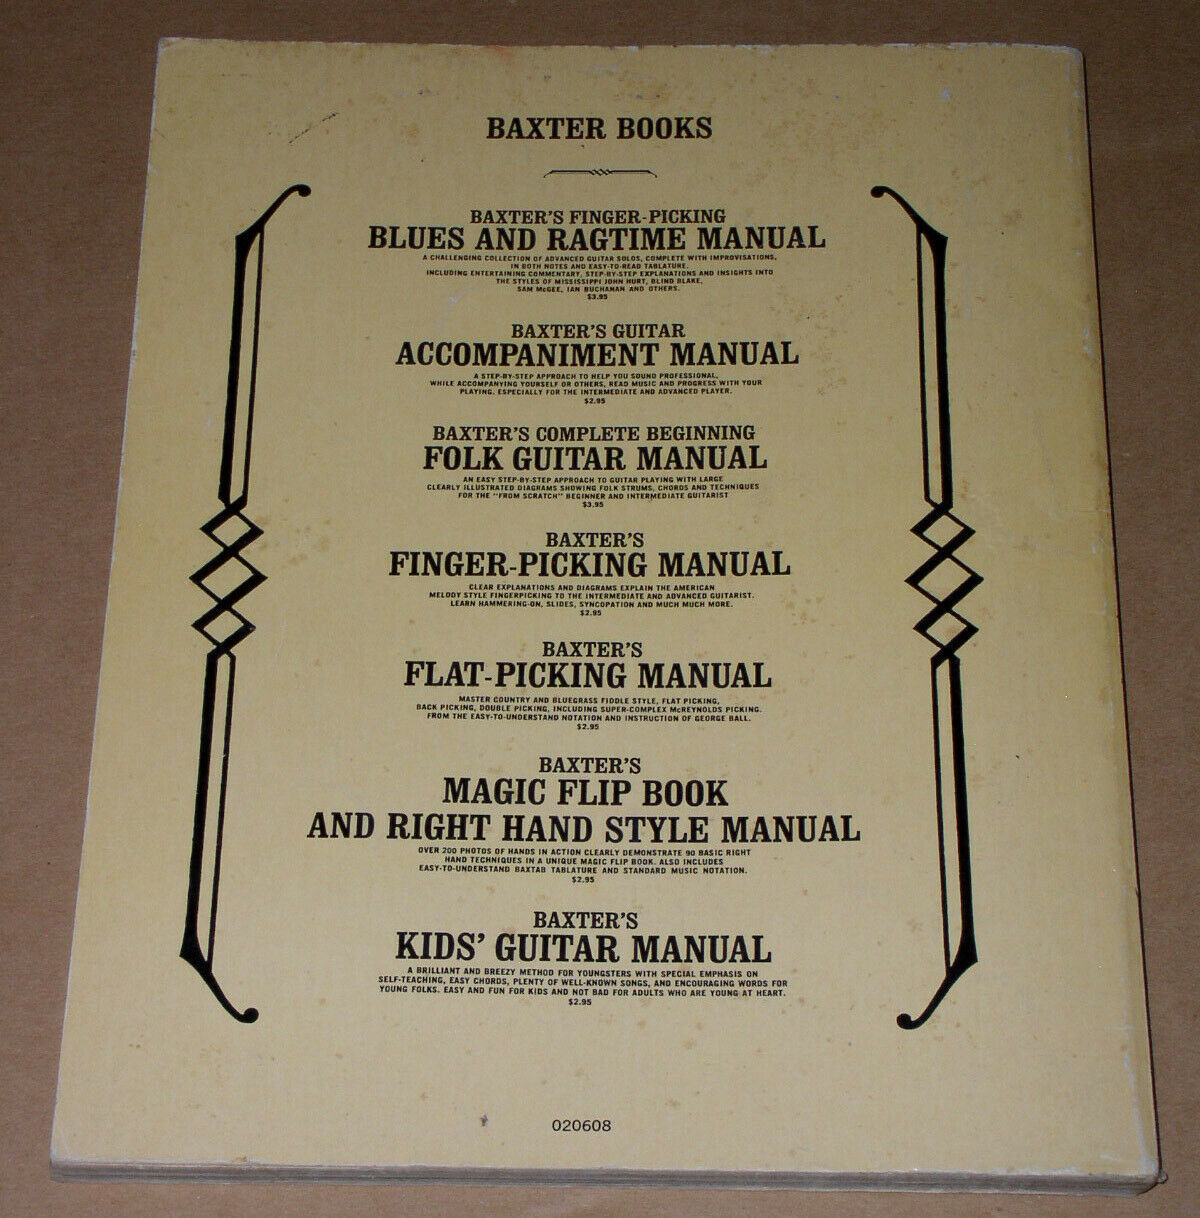 BAXTER BOOKS
BAXTER'S FINGER-PICKING
BLUES AND RAGTIME MANUAL
A CHALLENGING COLLECTION OF ADVANCED GUITAR SOLOS, COMPLETE WITH IMPROVISATIONS,
IN BOTH NOTES AND EASY-TO-READ TABLATURE.
INCLUDING ENTERTAINING COMMENTARY, STEP-BY-STEP EXPLANATIONS AND INSIGHTS INTO
THE STYLES OF MISSISSIPPI JOHN HURT, BLIND BLAKE,
SAM McGEE, IAN BUCHANAN AND OTHERS.
$3.95
BAXTER'S GUITAR
ACCOMPANIMENT MANUAL
A STEP-BY-STEP APPROACH TO HELP YOU SOUND PROFESSIONAL,
WHILE ACCOMPANYING YOURSELF OR OTHERS, READ MUSIC AND PROGRESS WITH YOUR
PLAYING. ESPECIALLY FOR THE INTERMEDIATE AND ADVANCED PLAYER.
$2.95
BAXTER'S COMPLETE BEGINNING
FOLK GUITAR MANUAL
AN EASY STEP-BY-STEP APPROACH TO GUITAR PLAYING WITH LARGE
CLEARLY ILLUSTRATED DIAGRAMS SHOWING FOLK STRUMS, CHORDS AND TECHNIQUES
FOR THE "FROM SCRATCH" BEGINNER AND INTERMEDIATE GUITARIST
$3.95
BAXTER'S
FINGER-PICKING MANUAL
CLEAR EXPLANATIONS AND DIAGRAMS EXPLAIN THE AMERICAN
MELODY STYLE FINGERPICKING TO THE INTERMEDIATE AND ADVANCED GUITARIST.
LEARN HAMMERING-ON, SLIDES, SYNCOPATION AND MUCH MUCH MORE.
$2.95
BAXTER'S
FLAT-PICKING MANUAL
MASTER COUNTRY AND BLUEGRASS FIDDLE STYLE, FLAT PICKING,
BACK PICKING, DOUBLE PICKING, INCLUDING SUPER-COMPLEX McREYNOLDS PICKING.
FROM THE EASY-TO-UNDERSTAND NOTATION AND INSTRUCTION OF GEORGE BALL.
$2.95
BAXTER'S
MAGIC FLIP BOOK
AND RIGHT HAND STYLE MANUAL
OVER 200 PHOTOS OF HANDS IN ACTION CLEARLY DEMONSTRATE 90 BASIC RIGHT
HAND TECHNIQUES IN A UNIQUE MAGIC FLIP BOOK. ALSO INCLUDES
EASY-TO-UNDERSTAND BAXTAB TABLATURE AND STANDARD MUSIC NOTATION.
$2.95
BAXTER'S
KIDS' GUITAR MANUAL
A BRILLIANT AND BREEZY METHOD FOR YOUNGSTERS WITH SPECIAL EMPHASIS ON
SELF-TEACHING, EASY CHORDS, PLENTY OF WELL-KNOWN SONGS, AND ENCOURAGING WORDS FOR
YOUNG FOLKS. EASY AND FUN FOR KIDS AND NOT BAD FOR ADULTS WHO ARE YOUNG AT HEART.
$2.95
020608